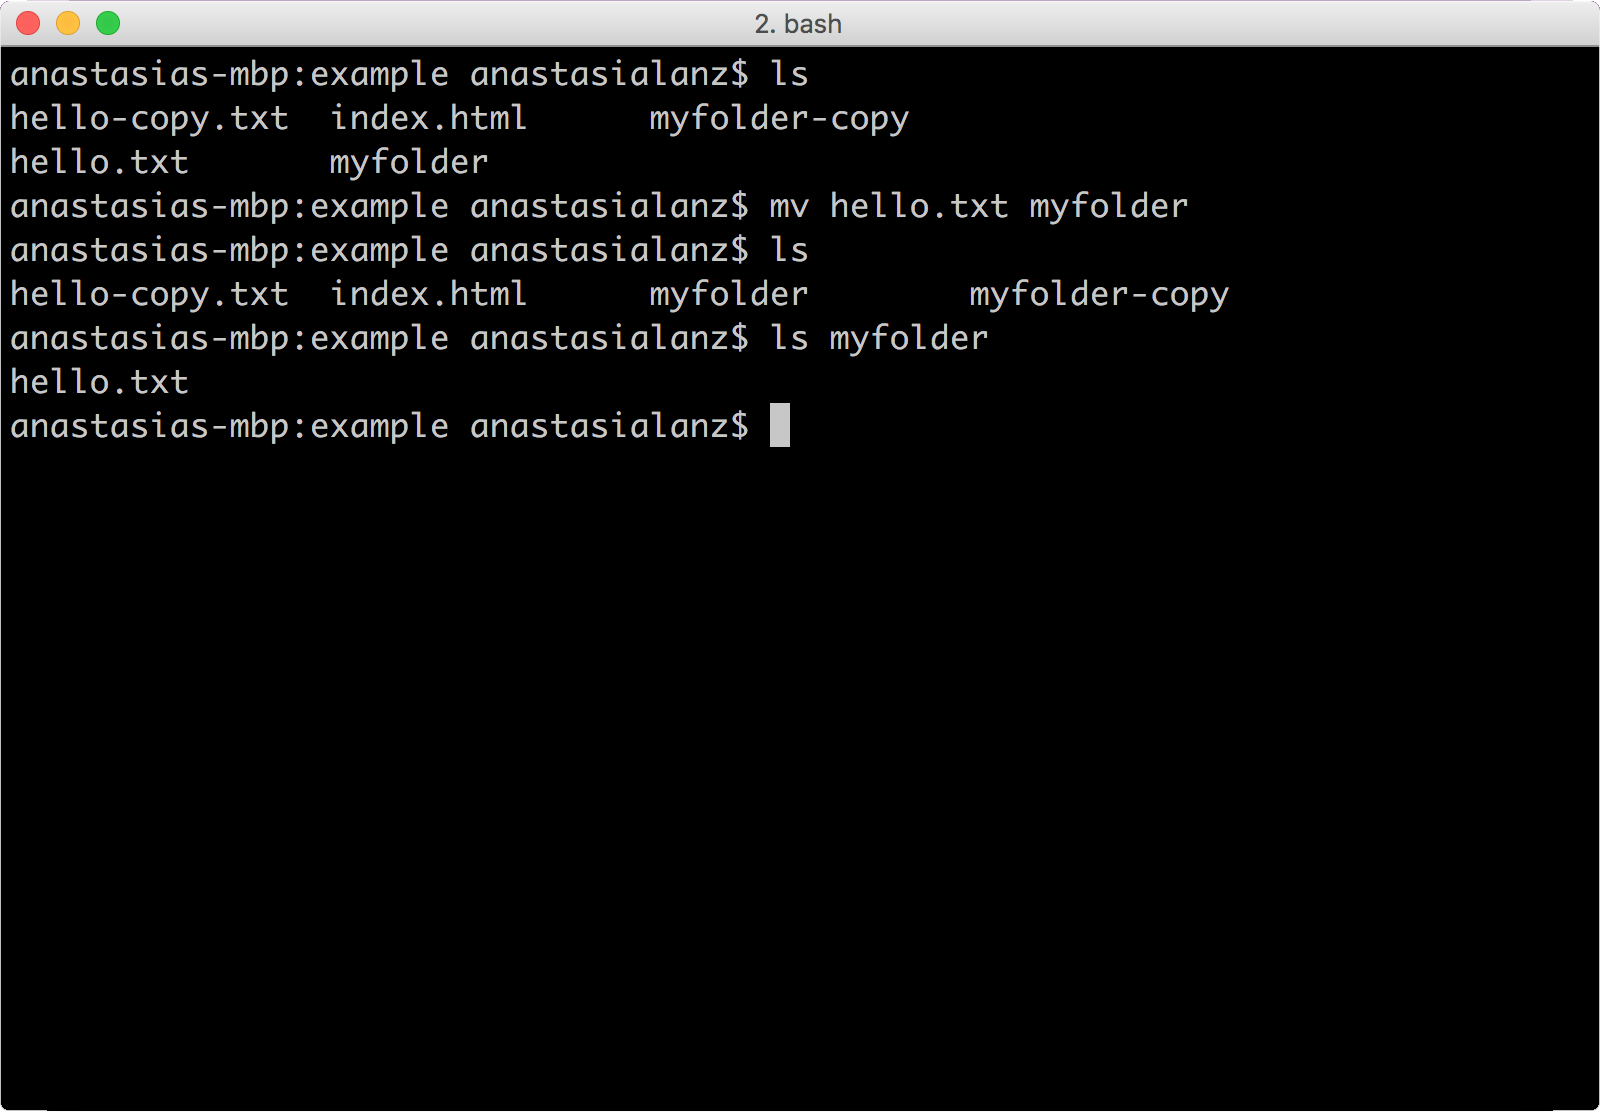 2. bash
anastasias-mbp:example anastasialanz$ ls
hello-copy.txt  index.html      myfolder-copy
hello.txt       myfolder
anastasias-mbp:example anastasialanz$ mv hello.txt myfolder
anastasias-mbp:example anastasialanz$ ls
hello-copy.txt  index.html      myfolder        myfolder-copy
anastasias-mbp:example anastasialanz$ ls myfolder
hello.txt
anastasias-mbp:example anastasialanz$